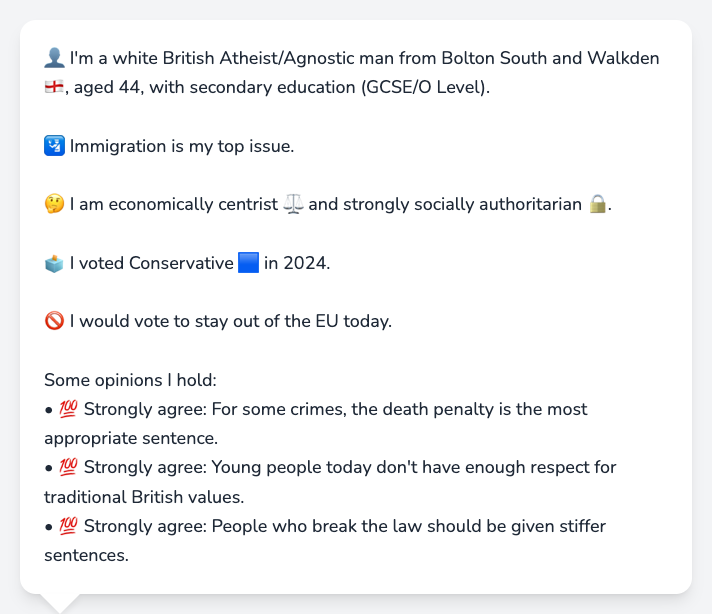 👤 I'm a white British Atheist/Agnostic man from Bolton South and Walkden
🏴󠁧󠁢󠁥󠁮󠁧󠁿, aged 44, with secondary education (GCSE/O Level).
🛂 Immigration is my top issue.
🤔 I am economically centrist ⚖️ and strongly socially authoritarian 🔒.
🗳️ I voted Conservative 🟦 in 2024.
🚫 I would vote to stay out of the EU today.
Some opinions I hold:
• 💯 Strongly agree: For some crimes, the death penalty is the most
appropriate sentence.
• 💯 Strongly agree: Young people today don't have enough respect for
traditional British values.
• 💯 Strongly agree: People who break the law should be given stiffer
sentences.